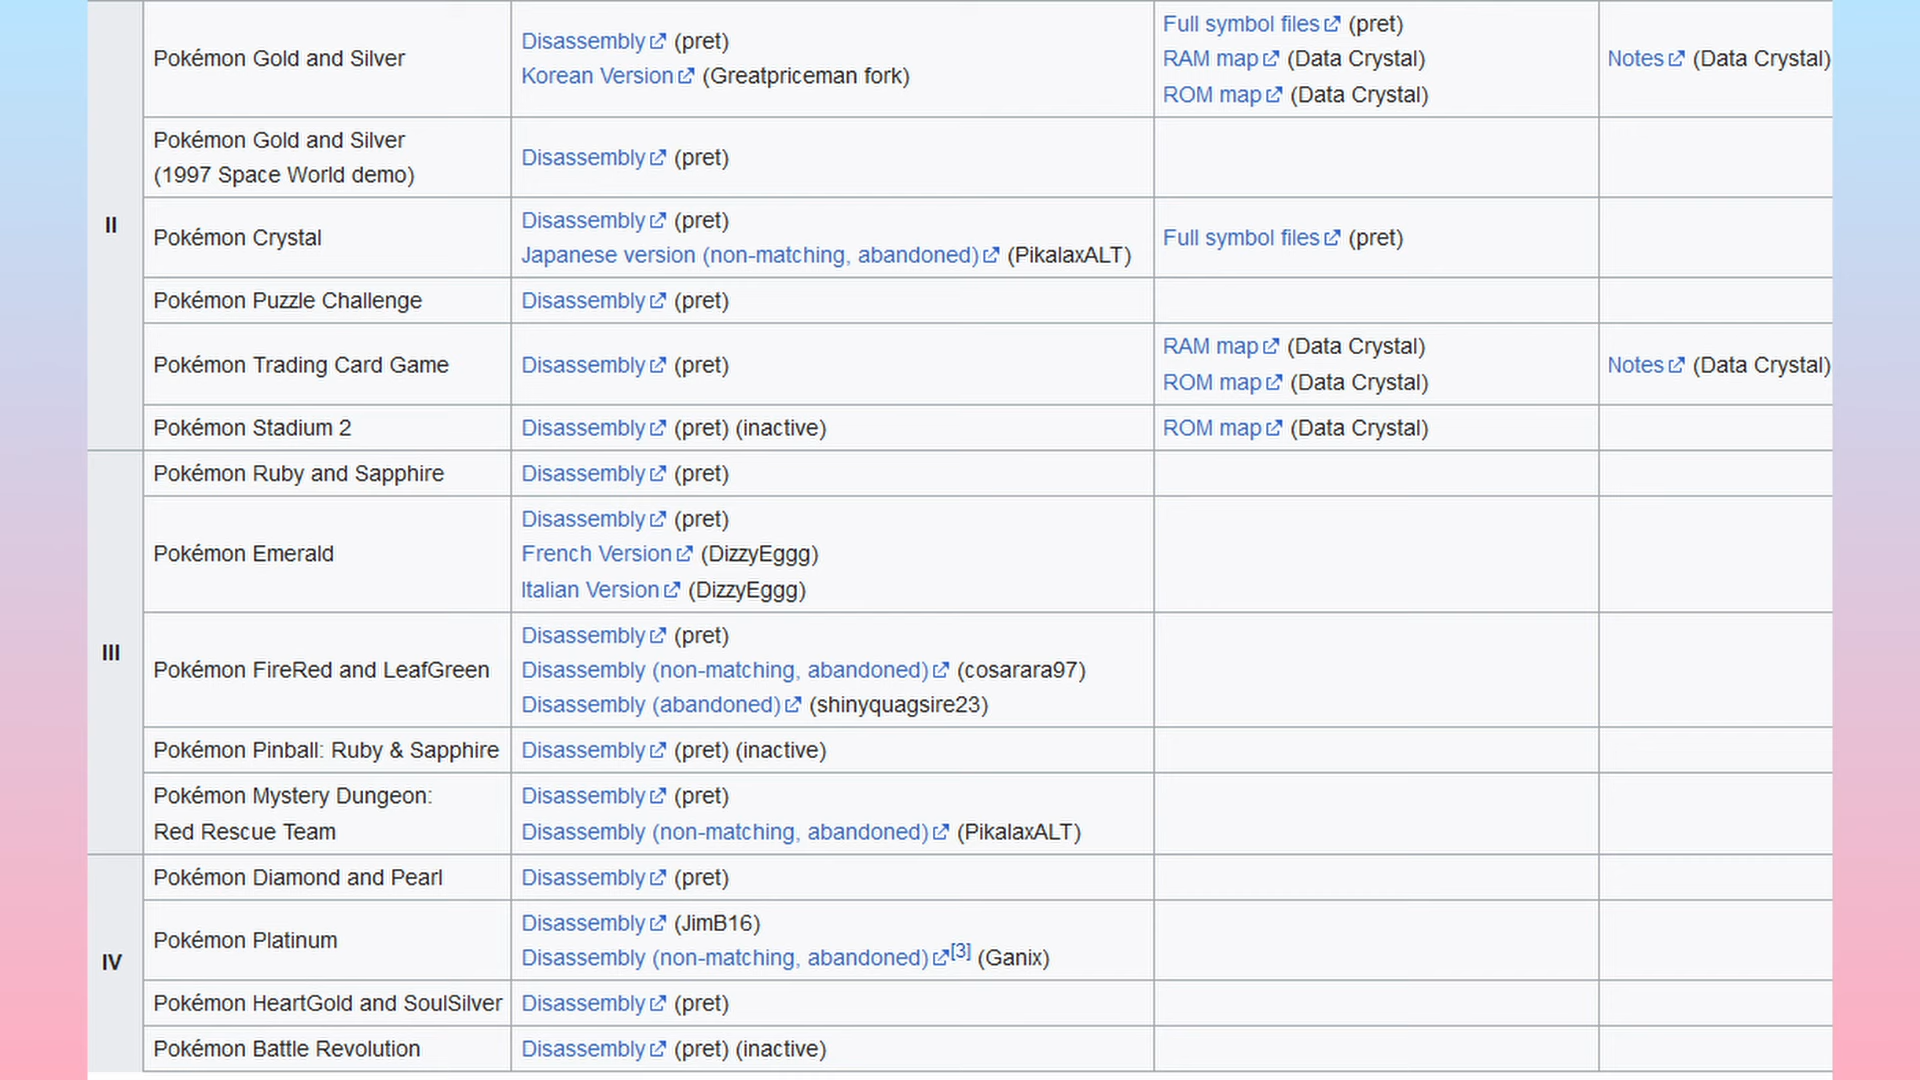 II
Pokémon Gold and Silver
Disassembly (pret)
Korean Version (Greatpriceman fork)
Full symbol files (pret)
RAM map (Data Crystal)
ROM map (Data Crystal)
Notes (Data Crystal)
Pokémon Gold and Silver
(1997 Space World demo)
Disassembly (pret)
Pokémon Crystal
Disassembly (pret)
Japanese version (non-matching, abandoned) (PikalaxALT)
Full symbol files (pret)
Pokémon Puzzle Challenge
Disassembly (pret)
Pokémon Trading Card Game
Disassembly (pret)
RAM map (Data Crystal)
ROM map (Data Crystal)
Notes (Data Crystal)
Pokémon Stadium 2
Disassembly (pret) (inactive)
ROM map (Data Crystal)
III
Pokémon Ruby and Sapphire
Disassembly (pret)
Pokémon Emerald
Disassembly (pret)
French Version (DizzyEggg)
Italian Version (DizzyEggg)
Pokémon FireRed and LeafGreen
Disassembly (pret)
Disassembly (non-matching, abandoned) (cosarara97)
Disassembly (abandoned) (shinyquagsire23)
Pokémon Pinball: Ruby & Sapphire
Disassembly (pret) (inactive)
Pokémon Mystery Dungeon:
Red Rescue Team
Disassembly (pret)
Disassembly (non-matching, abandoned) (PikalaxALT)
IV
Pokémon Diamond and Pearl
Disassembly (pret)
Pokémon Platinum
Disassembly (JimB16)
Disassembly (non-matching, abandoned)[3] (Ganix)
Pokémon HeartGold and SoulSilver
Disassembly (pret)
Pokémon Battle Revolution
Disassembly (pret) (inactive)